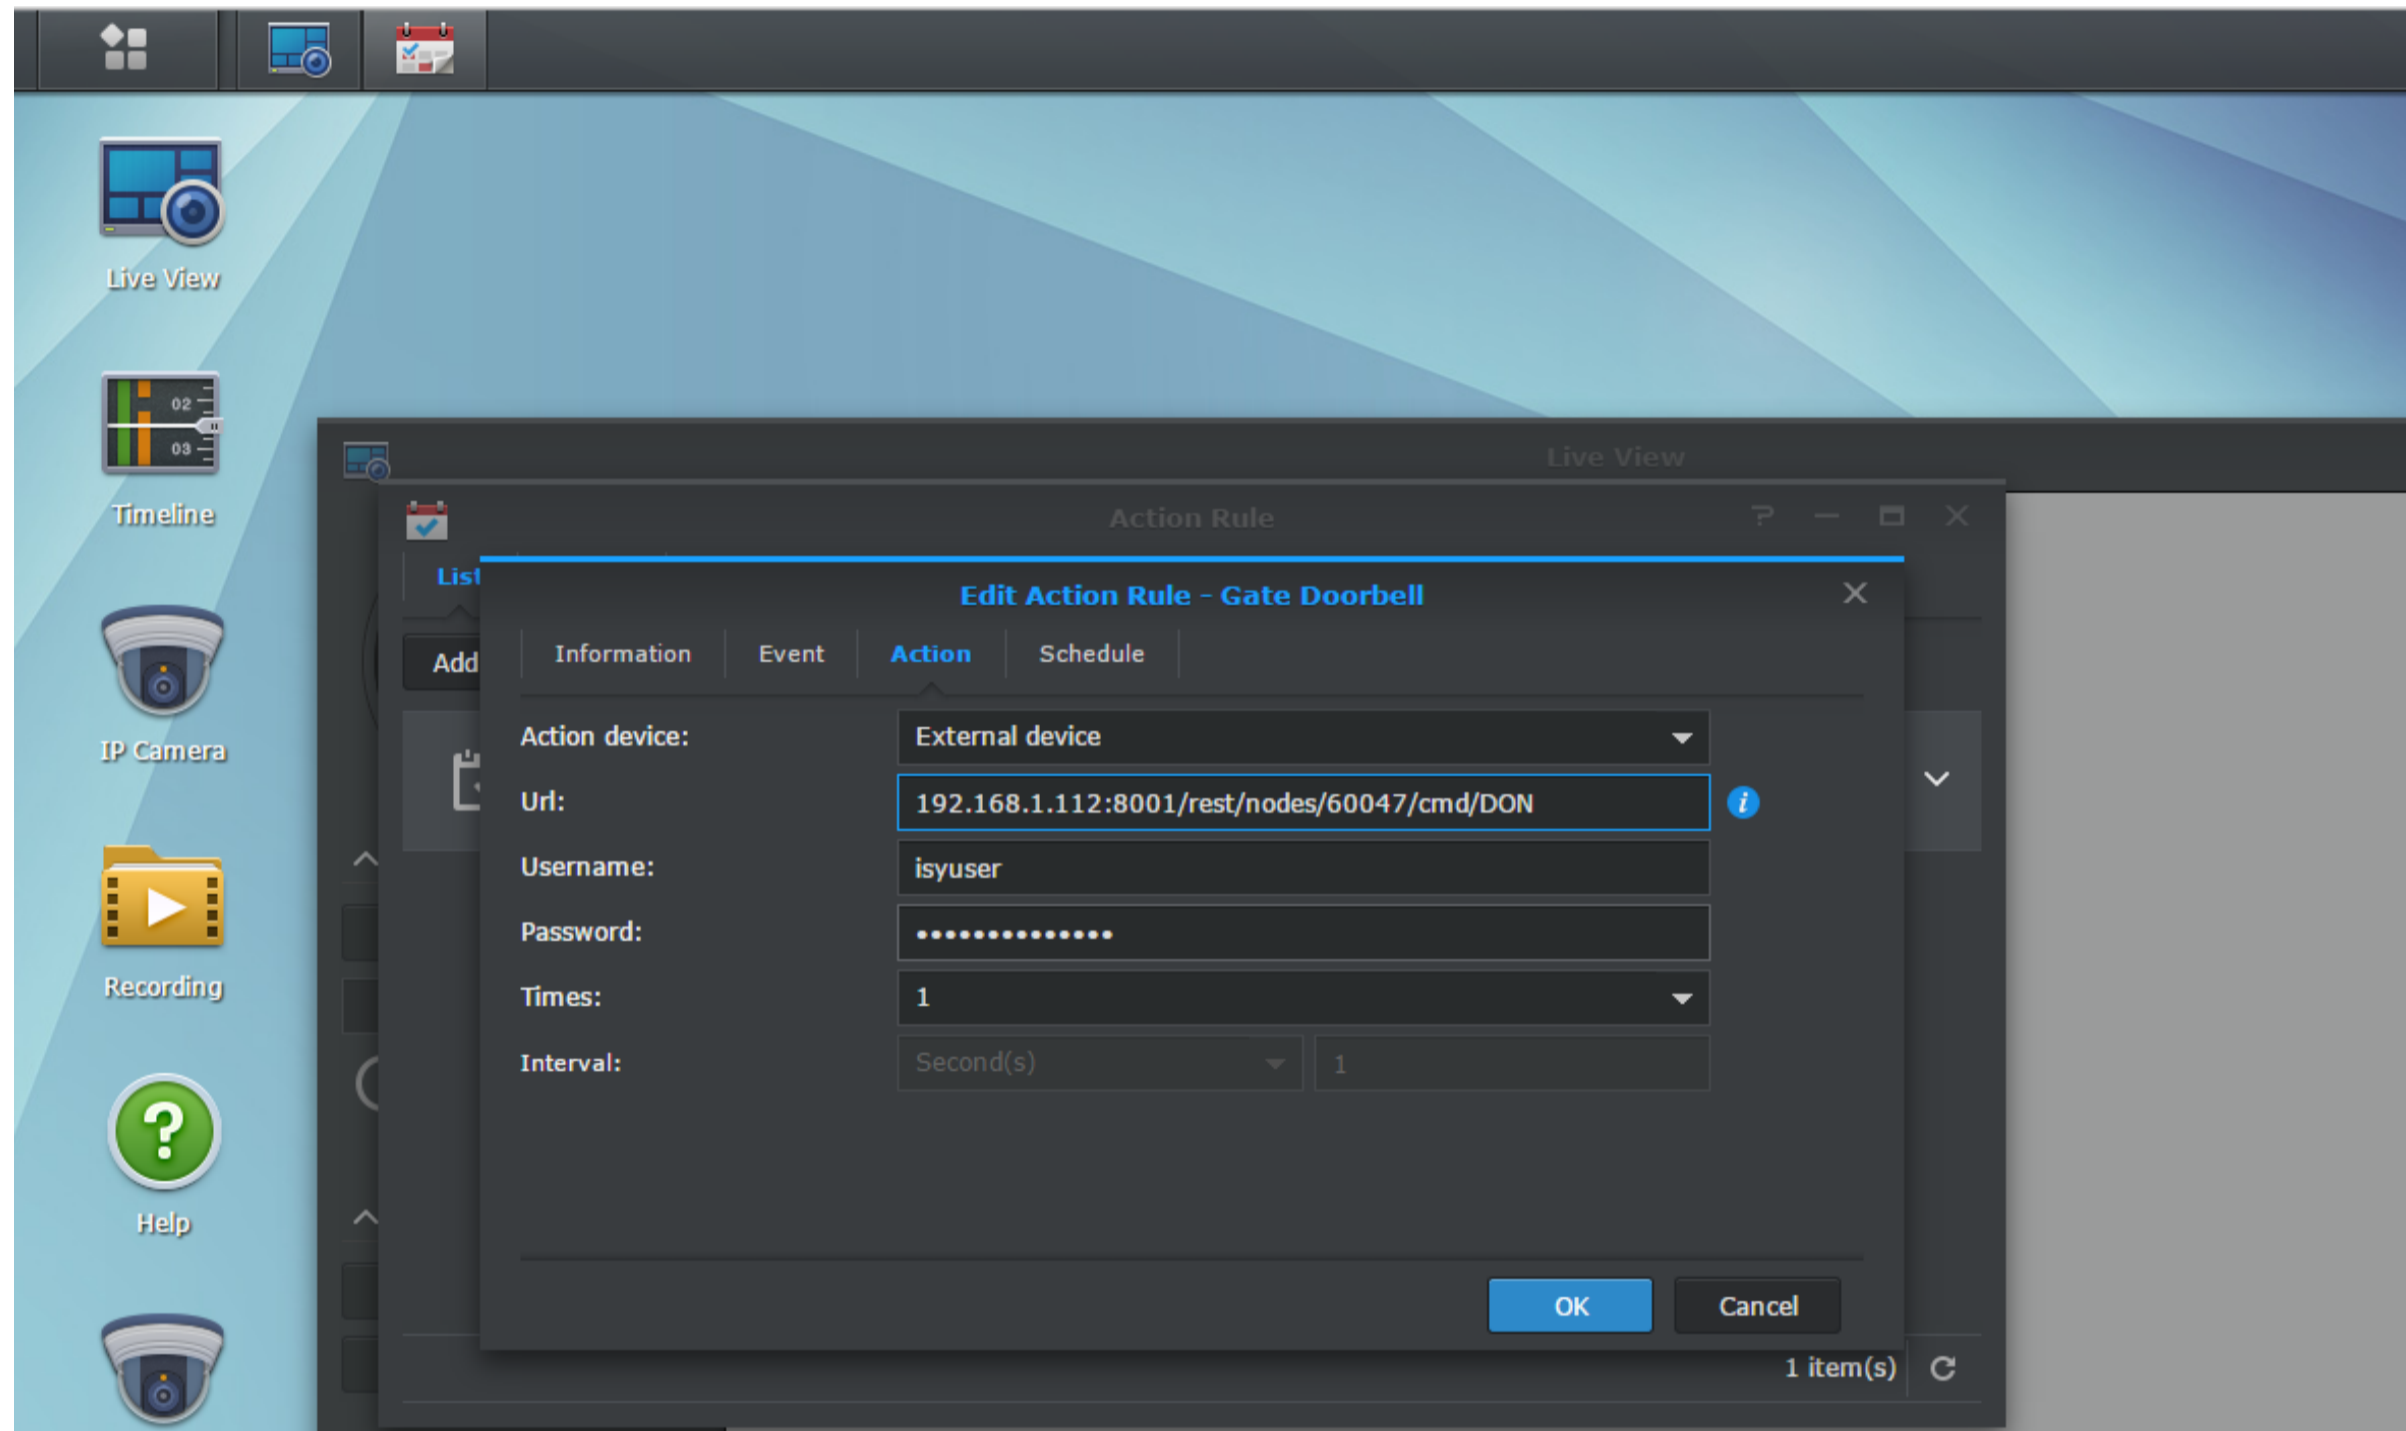 Live View
02
03
Timeline
IP Camera
Recording
Help
Live View
Action Rule
List
Add
Edit Action Rule - Gate Doorbell
Information Event Action Schedule
Action device: External device
Url: 192.168.1.112:8001/rest/nodes/60047/cmd/DON
Username: isyuser
Password: ••••••••••••••
Times: 1
Interval: Second(s) 1
OK Cancel
1 item(s)